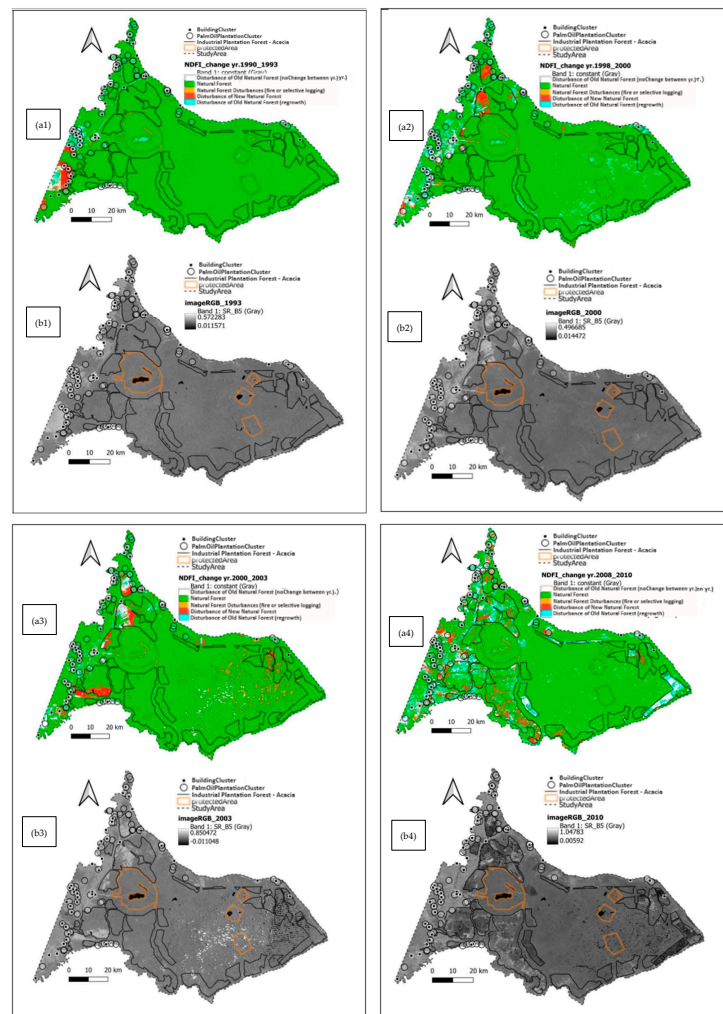 BuildingCluster
PalmOilPlantationCluster
Industrial Plantation Forest - Acacia
protectedArea
StudyArea
NDFI_change yr.1990_1993
Band 1: constant (Gray)
Disturbance of Old Natural Forest (noChange between yr.)
Natural Forest
Natural Forest Disturbances (fire or selective logging)
Disturbance of New Natural Forest
Disturbance of Old Natural Forest (regrowth)
(a1)
0 10 20 km
BuildingCluster
PalmOilPlantationCluster
Industrial Plantation Forest - Acacia
protectedArea
StudyArea
imageRGB_1993
Band 1: SR_B5 (Gray)
0.572283
0.011571
(b1)
0 10 20 km
BuildingCluster
PalmOilPlantationCluster
Industrial Plantation Forest - Acacia
protectedArea
StudyArea
NDFI_change yr.1998_2000
Band 1: constant (Gray)
Disturbance of Old Natural Forest (noChange between yr.)
Natural Forest
Natural Forest Disturbances (fire or selective logging)
Disturbance of New Natural Forest
Disturbance of Old Natural Forest (regrowth)
(a2)
0 10 20 km
BuildingCluster
PalmOilPlantationCluster
Industrial Plantation Forest - Acacia
protectedArea
StudyArea
imageRGB_2000
Band 1: SR_B5 (Gray)
0.496685
0.014472
(b2)
0 10 20 km
BuildingCluster
PalmOilPlantationCluster
Industrial Plantation Forest - Acacia
protectedArea
StudyArea
NDFI_change yr.2000_2003
Band 1: constant (Gray)
Disturbance of Old Natural Forest (noChange between yr.)
Natural Forest
Natural Forest Disturbances (fire or selective logging)
Disturbance of New Natural Forest
Disturbance of Old Natural Forest (regrowth)
(a3)
0 10 20 km
BuildingCluster
PalmOilPlantationCluster
Industrial Plantation Forest - Acacia
protectedArea
StudyArea
imageRGB_2003
Band 1: SR_B5 (Gray)
0.850472
-0.011048
(b3)
0 10 20 km
BuildingCluster
PalmOilPlantationCluster
Industrial Plantation Forest - Acacia
protectedArea
StudyArea
NDFI_change yr.2008_2010
Band 1: constant (Gray)
Disturbance of Old Natural Forest (noChange between yr.)
Natural Forest
Natural Forest Disturbances (fire or selective logging)
Disturbance of New Natural Forest
Disturbance of Old Natural Forest (regrowth)
(a4)
0 10 20 km
BuildingCluster
PalmOilPlantationCluster
Industrial Plantation Forest - Acacia
protectedArea
StudyArea
imageRGB_2010
Band 1: SR_B5 (Gray)
1.04783
0.00592
(b4)
0 10 20 km